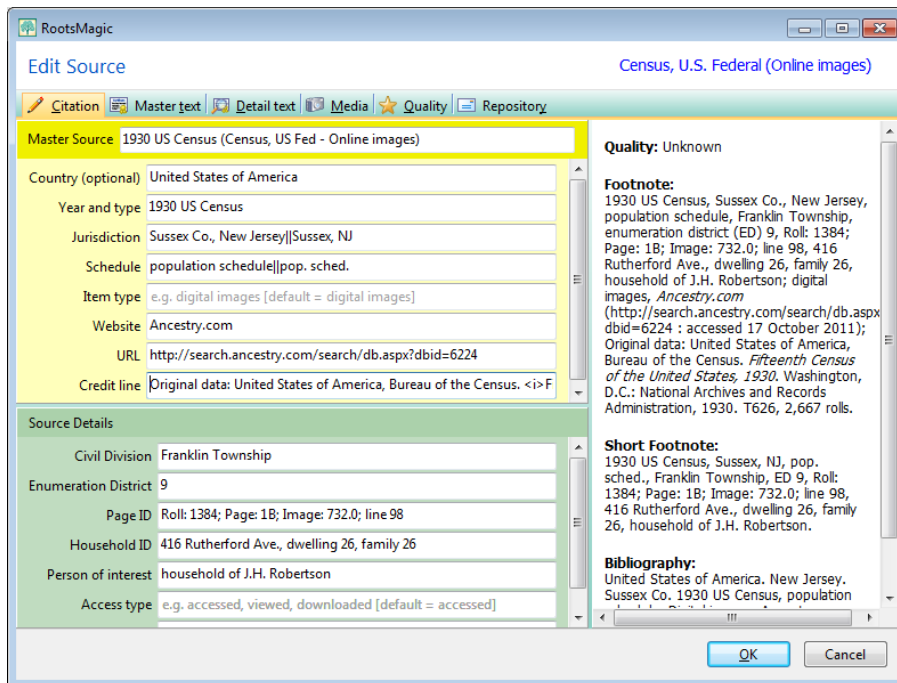 RootsMagic
Edit Source
Census, U.S. Federal (Online images)
Citation
Master text
Detail text
Media
Quality
Repository
Master Source 1930 US Census (Census, US Fed - Online images)
Country (optional) United States of America
Year and type 1930 US Census
Jurisdiction Sussex Co., New Jersey||Sussex, NJ
Schedule population schedule||pop. sched.
Item type e.g. digital images [default = digital images]
Website Ancestry.com
URL http://search.ancestry.com/search/db.aspx?dbid=6224
Credit line Original data: United States of America, Bureau of the Census. <i>F
Source Details
Civil Division Franklin Township
Enumeration District 9
Page ID Roll: 1384; Page: 1B; Image: 732.0; line 98
Household ID 416 Rutherford Ave., dwelling 26, family 26
Person of interest household of J.H. Robertson
Access type e.g. accessed, viewed, downloaded [default = accessed]
Quality: Unknown
Footnote:
1930 US Census, Sussex Co., New Jersey,
population schedule, Franklin Township,
enumeration district (ED) 9, Roll: 1384;
Page: 1B; Image: 732.0; line 98, 416
Rutherford Ave., dwelling 26, family 26,
household of J.H. Robertson; digital
images, Ancestry.com
(http://search.ancestry.com/search/db.aspx
dbid=6224 : accessed 17 October 2011);
Original data: United States of America,
Bureau of the Census. Fifteenth Census
of the United States, 1930. Washington,
D.C.: National Archives and Records
Administration, 1930. T626, 2,667 rolls.
Short Footnote:
1930 US Census, Sussex, NJ, pop.
sched., Franklin Township, ED 9, Roll:
1384; Page: 1B; Image: 732.0; line 98,
416 Rutherford Ave., dwelling 26, family
26, household of J.H. Robertson.
Bibliography:
United States of America. New Jersey.
Sussex Co. 1930 US Census, population
OK
Cancel